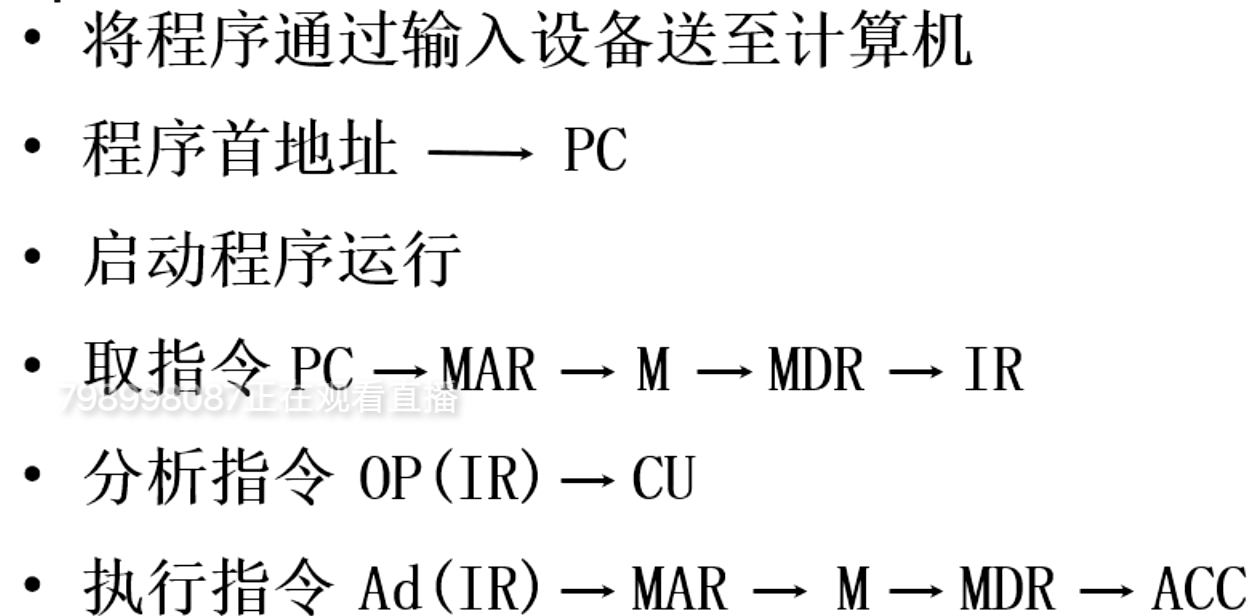 • 将程序通过输入设备送至计算机
• 程序首地址 → PC
• 启动程序运行
• 取指令 PC → MAR → M → MDR → IR
798998087正在观看直播
• 分析指令 OP(IR) → CU
• 执行指令 Ad(IR) → MAR → M → MDR → ACC